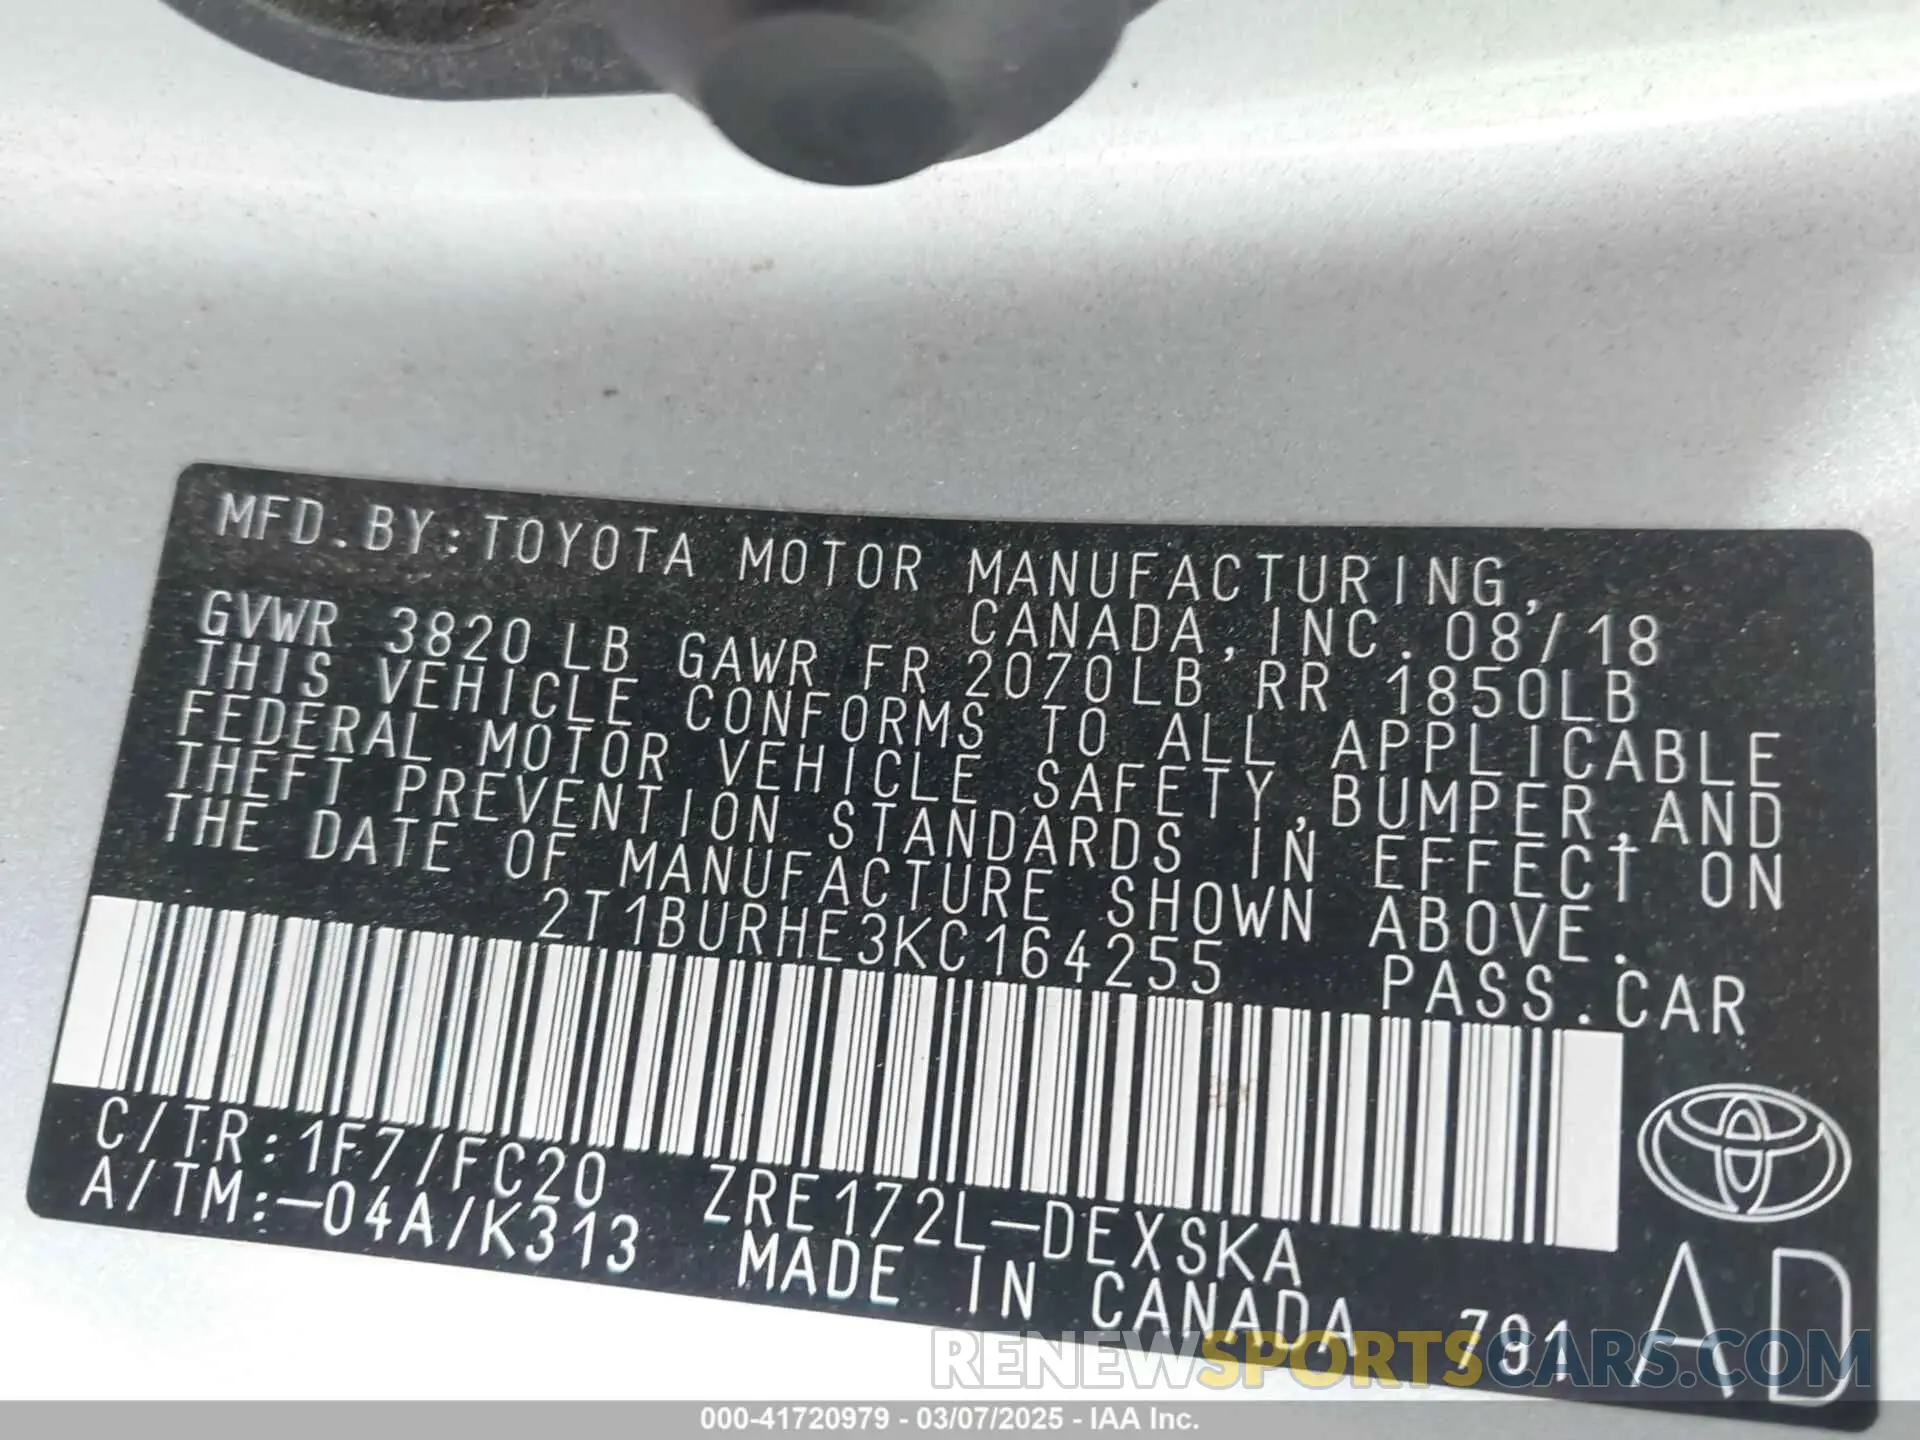 MFD.BY:TOYOTA MOTOR MANUFACTURING,
CANADA,INC.08/18
GVWR 3820LB GAWR FR 2070LB RR 1850LB
THIS VEHICLE CONFORMS TO ALL APPLICABLE
FEDERAL MOTOR VEHICLE SAFETY,BUMPER,AND
THEFT PREVENTION STANDARDS IN EFFECT ON
THE DATE OF MANUFACTURE SHOWN ABOVE.
2T1BURHE3KC164255 PASS.CAR
C/TR:1F7/FC20 ZRE172L-DEXSKA
A/TM:-04A/K313 MADE IN CANADA 791
AD
RENEWSPORTSCARS.COM
000-41720979 - 03/07/2025 - IAA Inc.